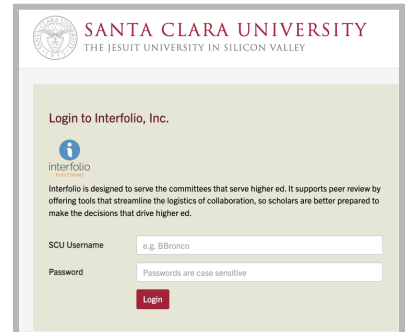 SANTA CLARA UNIVERSITY
THE JESUIT UNIVERSITY IN SILICON VALLEY
Login to Interfolio, Inc.
interfolio
from Elsevier
Interfolio is designed to serve the committees that serve higher ed. It supports peer review by
offering tools that streamline the logistics of collaboration, so scholars are better prepared to
make the decisions that drive higher ed.
SCU Username
e.g. BBronco
Password
Passwords are case sensitive
Login